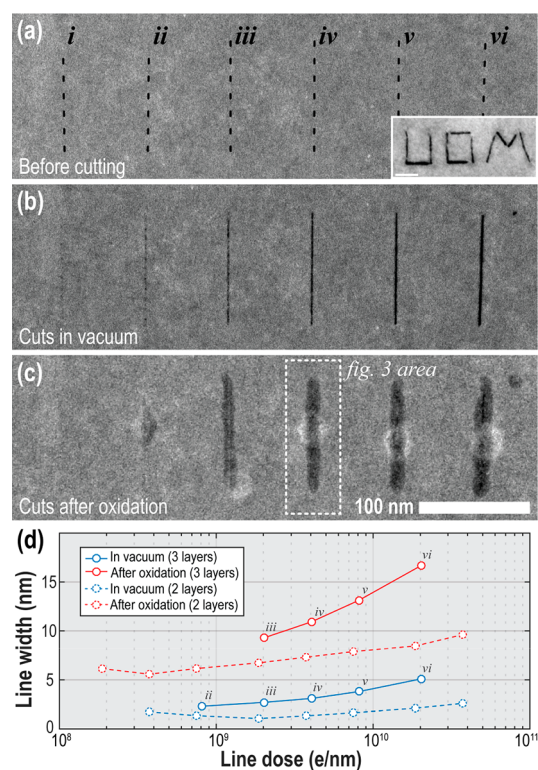 (a)
i ii iii iv v vi
Before cutting
UOM
(b)
Cuts in vacuum
(c)
fig. 3 area
Cuts after oxidation
100 nm
(d)
In vacuum (3 layers)
After oxidation (3 layers)
In vacuum (2 layers)
After oxidation (2 layers)
Line width (nm)
15
10
5
0
iii iv v vi
ii iii iv v vi
10⁸ 10⁹ 10¹⁰ 10¹¹
Line dose (e/nm)